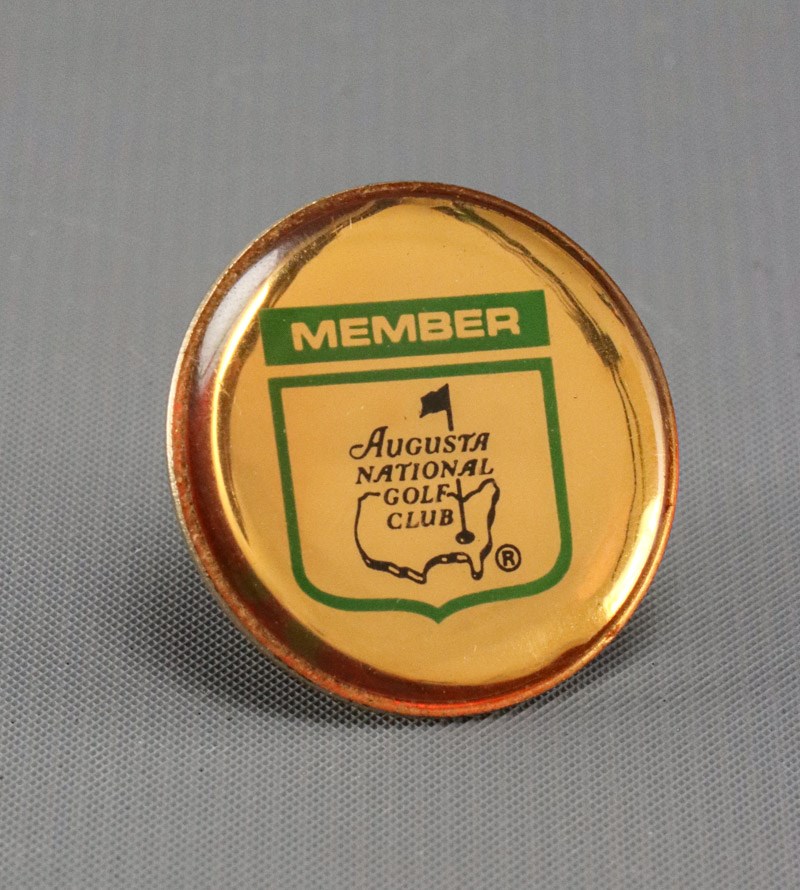 MEMBER
AUGUSTA
NATIONAL
GOLF
CLUB
®